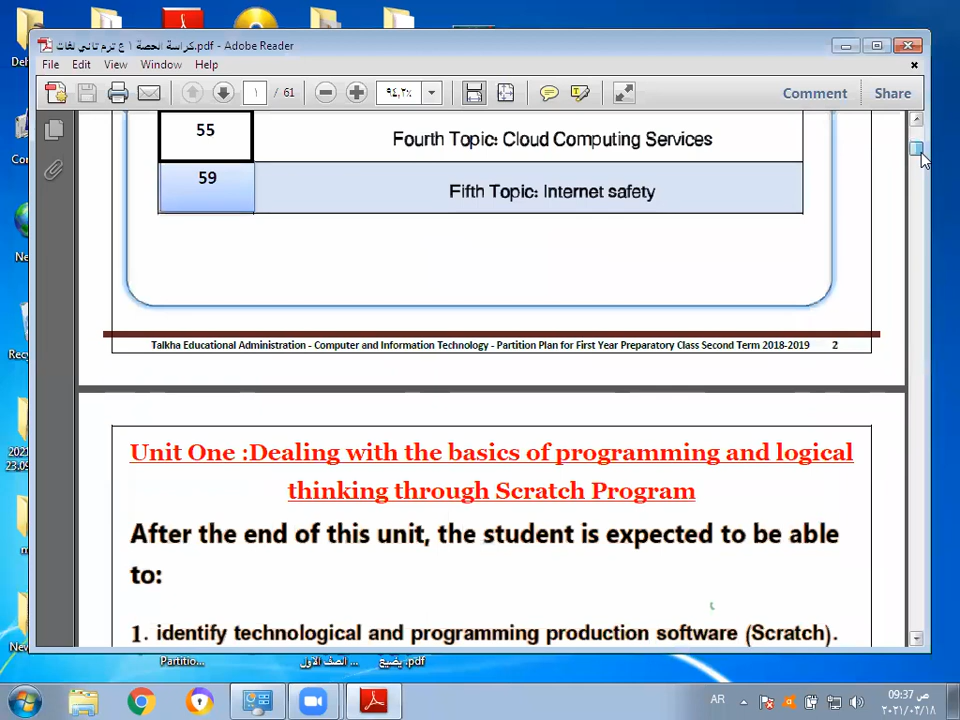 كراسة الحصة ١ ع ترم تاني لغات.pdf - Adobe Reader
File Edit View Window Help
١ / 61 ٩٤,٢% Comment Share
55 Fourth Topic: Cloud Computing Services
59 Fifth Topic: Internet safety
Talkha Educational Administration - Computer and Information Technology - Partition Plan for First Year Preparatory Class Second Term 2018-2019 2
Unit One :Dealing with the basics of programming and logical
thinking through Scratch Program
After the end of this unit, the student is expected to be able
to:
1. identify technological and programming production software (Scratch).
Partitio... الصف الاول ... يضيع.pdf
AR 09:37 ص
٢٠٢١/٠٣/١٨